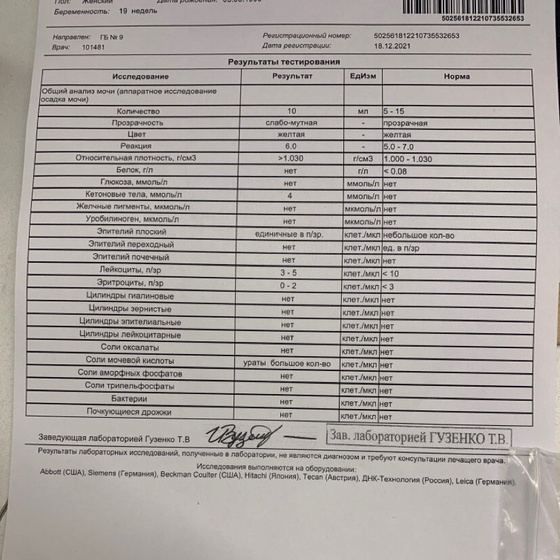 Пол: Женский
Беременность: 19 недель
502561812210735532653
Направлен: ГБ № 9 Регистрационный номер: 502561812210735532653
Врач: 101481 Дата регистрации: 18.12.2021
Результаты тестирования
Исследование Результат ЕдИзм Норма
Общий анализ мочи (аппаратное исследование
осадка мочи)
Количество 10 мл 5 - 15
Прозрачность слабо-мутная - прозрачная
Цвет желтая - желтая
Реакция 6.0 - 5.0 - 7.0
Относительная плотность, г/см3 >1.030 г/см3 1.000 - 1.030
Белок, г/л нет г/л < 0.08
Глюкоза, ммоль/л нет ммоль/л нет
Кетоновые тела, ммоль/л 4 ммоль/л нет
Желчные пигменты, мкмоль/л нет мкмоль/л нет
Уробилиноген, мкмоль/л нет мкмоль/л нет
Эпителий плоский единичные в п/зр. клет./мкл небольшое кол-во
Эпителий переходный нет клет./мкл ед. в п/зр
Эпителий почечный нет клет./мкл нет
Лейкоциты, п/зр 3 - 5 клет./мкл < 10
Эритроциты, п/зр 0 - 2 клет./мкл < 3
Цилиндры гиалиновые нет клет./мкл нет
Цилиндры зернистые нет клет./мкл нет
Цилиндры эпителиальные нет клет./мкл нет
Цилиндры лейкоцитарные нет клет./мкл нет
Соли оксалаты нет клет./мкл нет
Соли мочевой кислоты ураты большое кол-во клет./мкл нет
Соли аморфных фосфатов нет клет./мкл нет
Соли трипельфосфаты нет клет./мкл нет
Бактерии нет клет./мкл нет
Почкующиеся дрожжи нет клет./мкл нет
Заведующая лабораторией Гузенко Т.В Зав. лабораторией ГУЗЕНКО Т.В.
Результаты лабораторных исследований, полученные в лаборатории, не являются диагнозом и требуют консультации лечащего врача.
Исследования выполняются на оборудовании:
Abbott (США), Siemens (Германия), Beckman Coulter (США), Hitachi (Япония), Tecan (Австрия), ДНК-Технология (Россия), Leica (Германия).